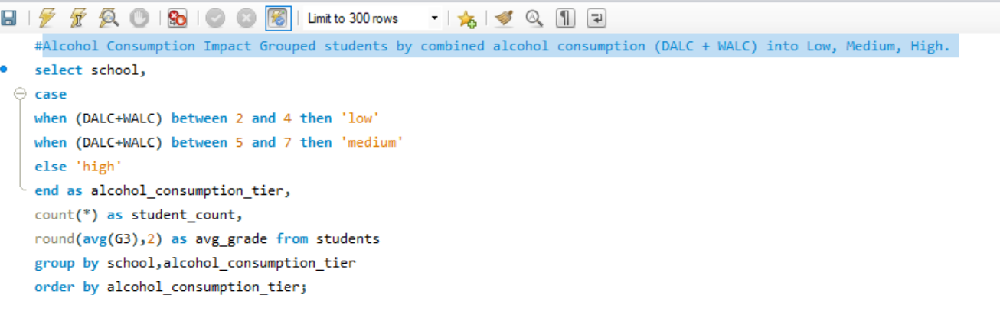 Limit to 300 rows
#Alcohol Consumption Impact Grouped students by combined alcohol consumption (DALC + WALC) into Low, Medium, High.
select school,
case
when (DALC+WALC) between 2 and 4 then 'low'
when (DALC+WALC) between 5 and 7 then 'medium'
else 'high'
end as alcohol_consumption_tier,
count(*) as student_count,
round(avg(G3),2) as avg_grade from students
group by school,alcohol_consumption_tier
order by alcohol_consumption_tier;